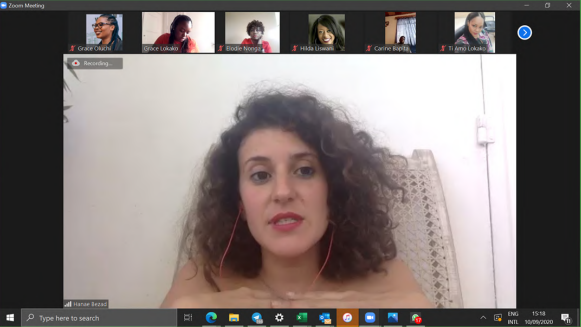 Zoom Meeting
Grace Oluchi
Grace Lokako
Elodie Nonga
Hilda Liswani
Carine Bapita
Ti Amo Lokako
Recording...
Hanae Bezad
Type here to search
ENG
INTL
15:18
10/09/2020